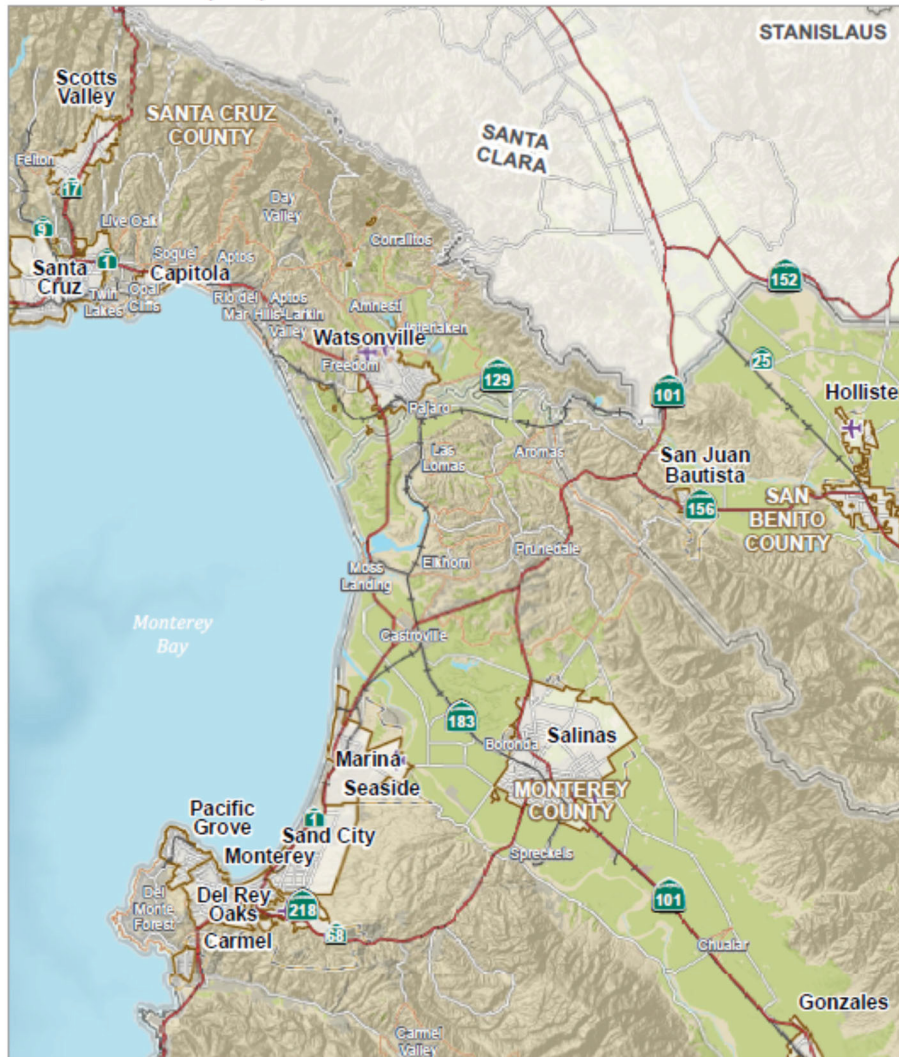 STANISLAUS
Scotts
Valley
SANTA CRUZ
COUNTY
SANTA
CLARA
Felton
17
Day
Valley
9
Live Oak
Corralitos
1
Soquel
Aptos
Santa
Cruz
Capitola
152
Twin
Lakes
Opal
Cliffs
Rio del
Mar
Aptos
Hills-Larkin
Valley
Amnesti
Interlaken
Watsonville
Freedom
25
129
101
Holliste
Pajaro
Las
Lomas
Aromas
San Juan
Bautista
156
SAN
BENITO
COUNTY
Prunedale
Moss
Landing
Elkhorn
Monterey
Bay
Castroville
183
Salinas
Boronda
Marina
Seaside
MONTEREY
COUNTY
Pacific
Grove
1
Sand City
Monterey
Spreckels
Del
Monte
Forest
Del Rey
Oaks
218
68
101
Carmel
Chualar
Gonzales
Carmel
Valley